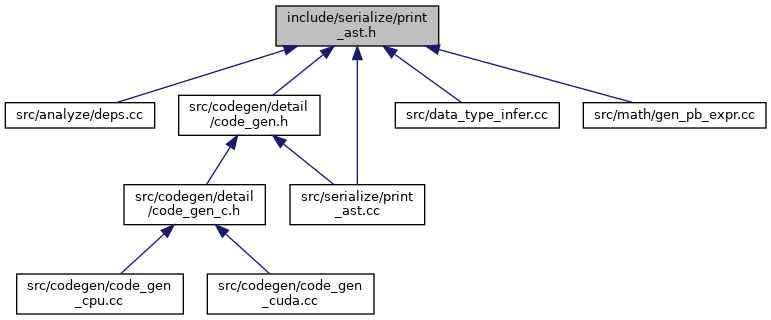 include/serialize/print
_ast.h
src/analyze/deps.cc
src/codegen/detail
/code_gen.h
src/data_type_infer.cc
src/math/gen_pb_expr.cc
src/codegen/detail
/code_gen_c.h
src/serialize/print
_ast.cc
src/codegen/code_gen
_cpu.cc
src/codegen/code_gen
_cuda.cc